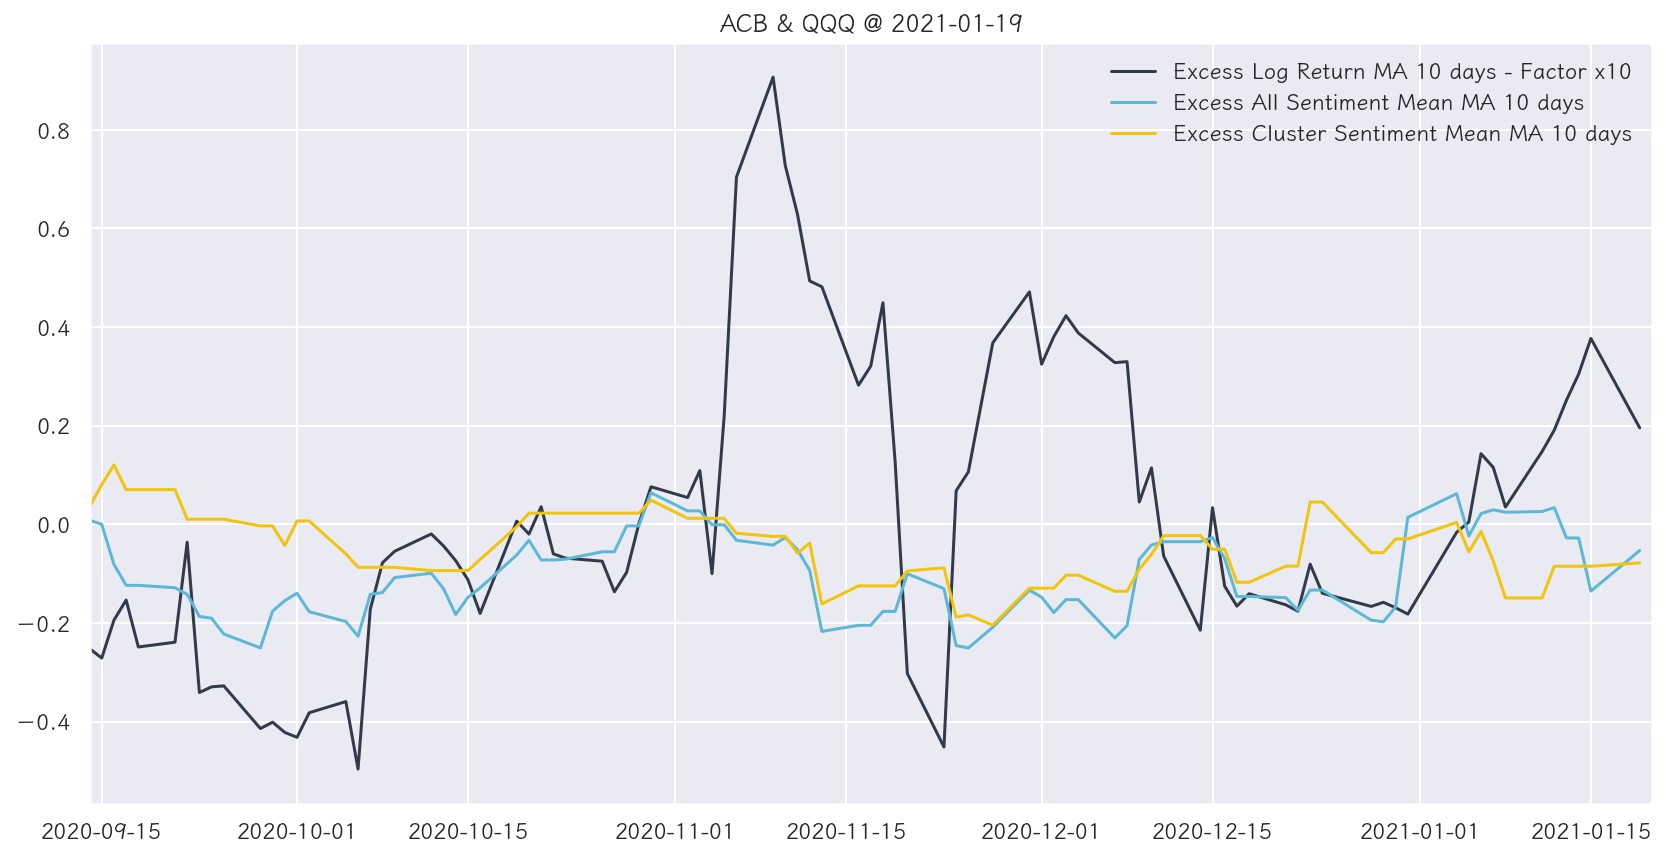 ACB & QQQ @ 2021-01-19
Excess Log Return MA 10 days - Factor x10
Excess All Sentiment Mean MA 10 days
Excess Cluster Sentiment Mean MA 10 days
0.8
0.6
0.4
0.2
0.0
−0.2
−0.4
2020-09-15 2020-10-01 2020-10-15 2020-11-01 2020-11-15 2020-12-01 2020-12-15 2021-01-01 2021-01-15